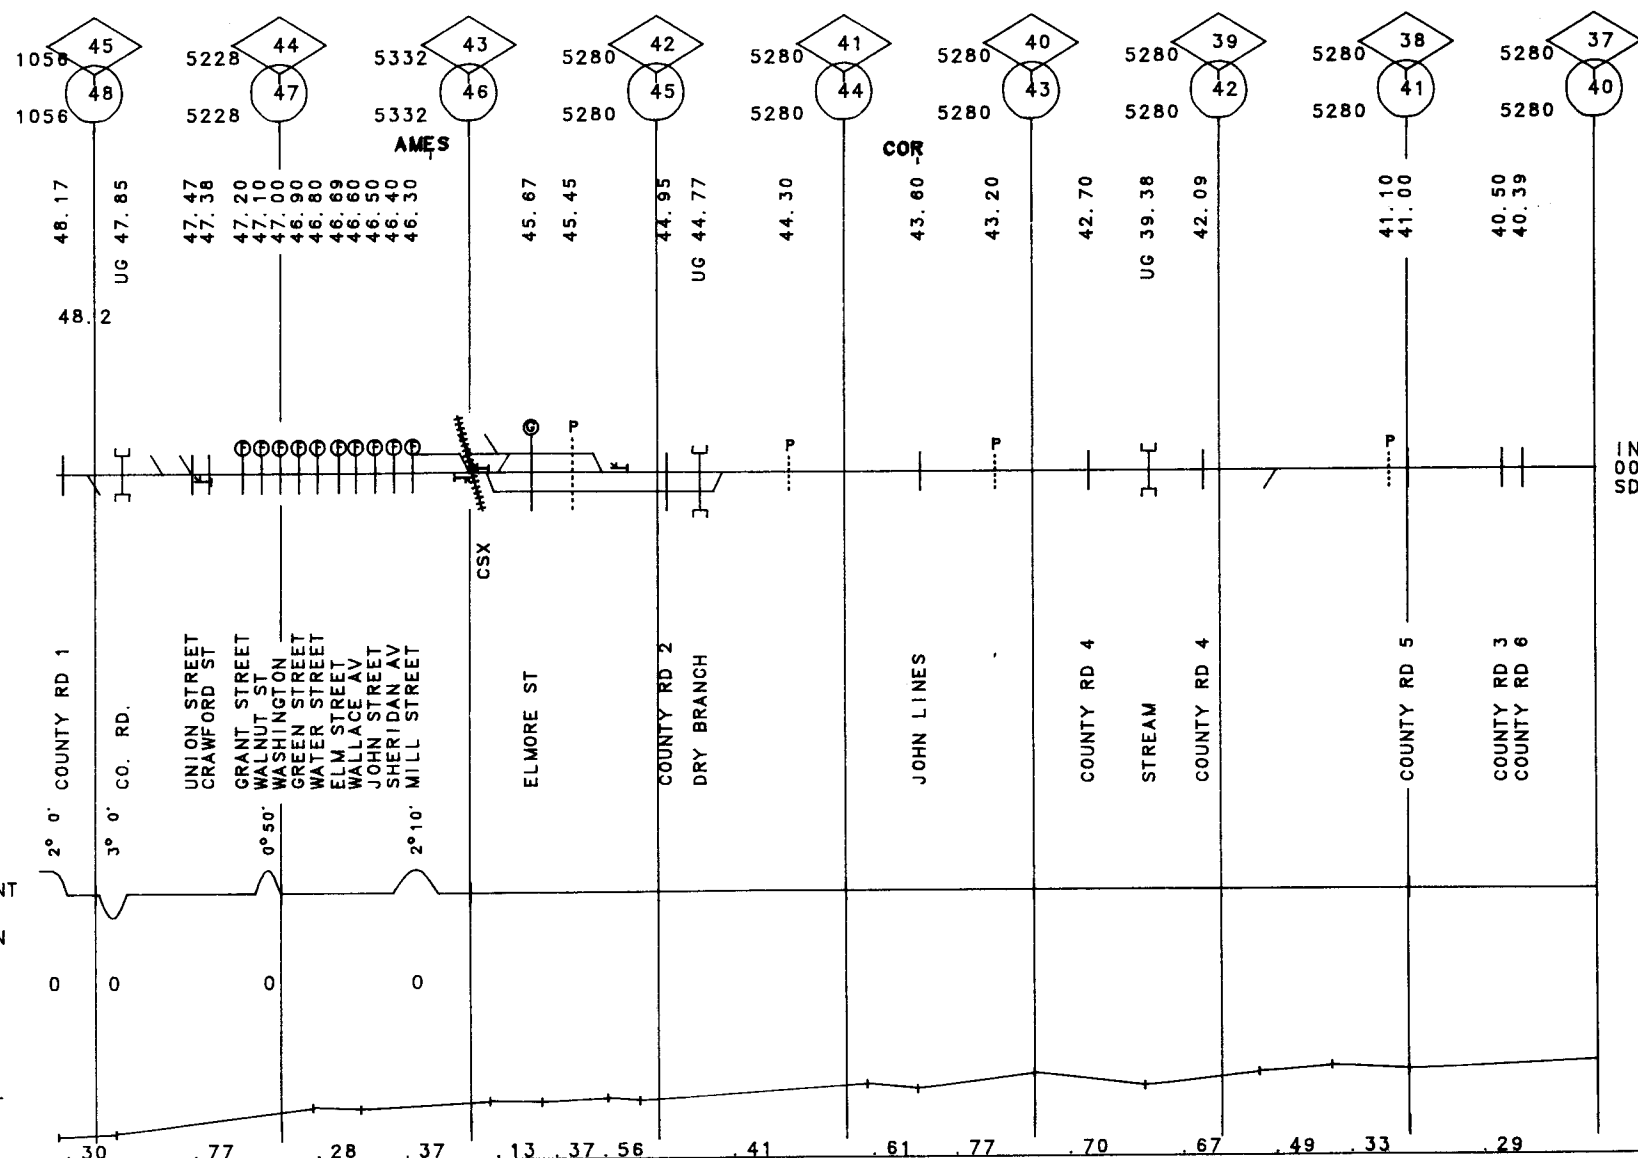 45 44 43 42 41 40 39 38 37
1056 5228 5332 5280 5280 5280 5280 5280 5280
48 47 46 45 44 43 42 41 40
1056 5228 5332 5280 5280 5280 5280 5280 5280
AMES COR
48.17
UG 47.85
47.47
47.38
47.20
47.10
47.00
46.90
46.80
46.69
46.60
46.50
46.40
46.30
45.67
45.45
44.95
UG 44.77
44.30
43.60
43.20
42.70
UG 39.38
42.09
41.10
41.00
40.50
40.39
48.2
F F F F F F F F F F G P P P P
IN
00
SD
CSX
COUNTY RD 1
CO. RD.
UNION STREET
CRAWFORD ST
GRANT STREET
WALNUT ST
WASHINGTON
GREEN STREET
WATER STREET
ELM STREET
WALLACE AV
JOHN STREET
SHERIDAN AV
MILL STREET
ELMORE ST
COUNTY RD 2
DRY BRANCH
JOHN LINES
COUNTY RD 4
STREAM
COUNTY RD 4
COUNTY RD 5
COUNTY RD 3
COUNTY RD 6
2° 0' 3° 0' 0°50' 2°10'
NT
N
0 0 0 0
.30 .77 .28 .37 .13 .37 .56 .41 .61 .77 .70 .67 .49 .33 .29